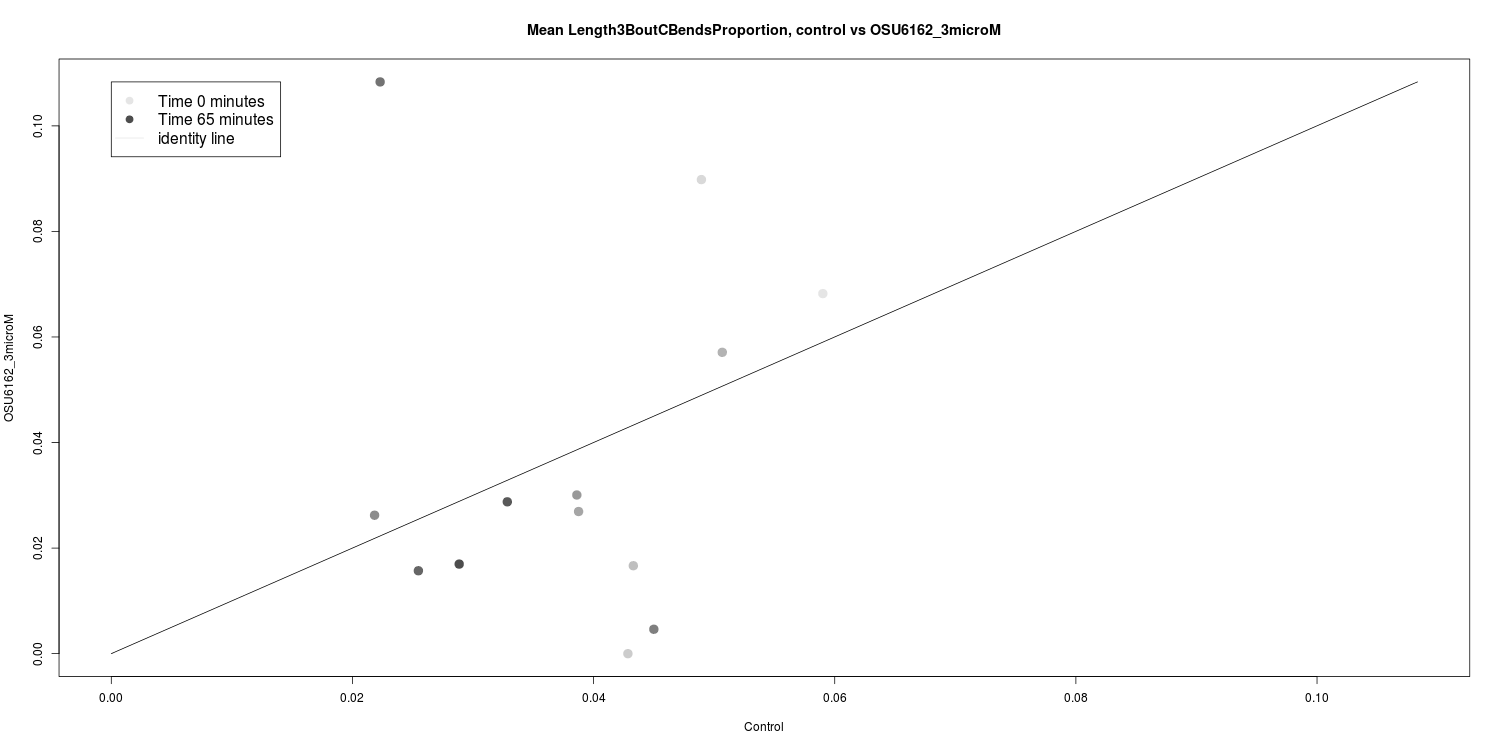 Mean Length3BoutCBendsProportion, control vs OSU6162_3microM
Time 0 minutes
Time 65 minutes
identity line
OSU6162_3microM
0.10
0.08
0.06
0.04
0.02
0.00
0.00 0.02 0.04 0.06 0.08 0.10
Control